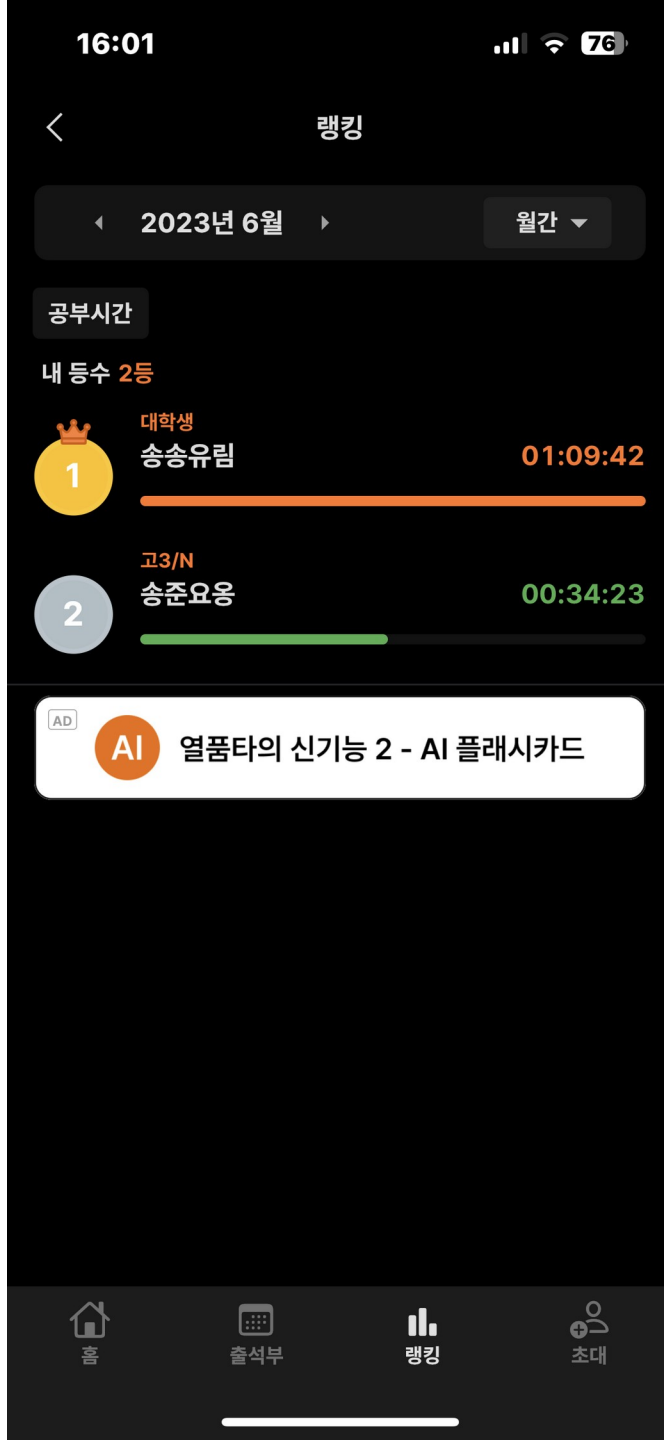 16:01
76
랭킹
2023년 6월
월간
공부시간
내 등수 2등
대학생
1
송송유림
01:09:42
고3/N
2
송준요옹
00:34:23
AD
AI
열품타의 신기능 2 - AI 플래시카드
홈
출석부
랭킹
초대